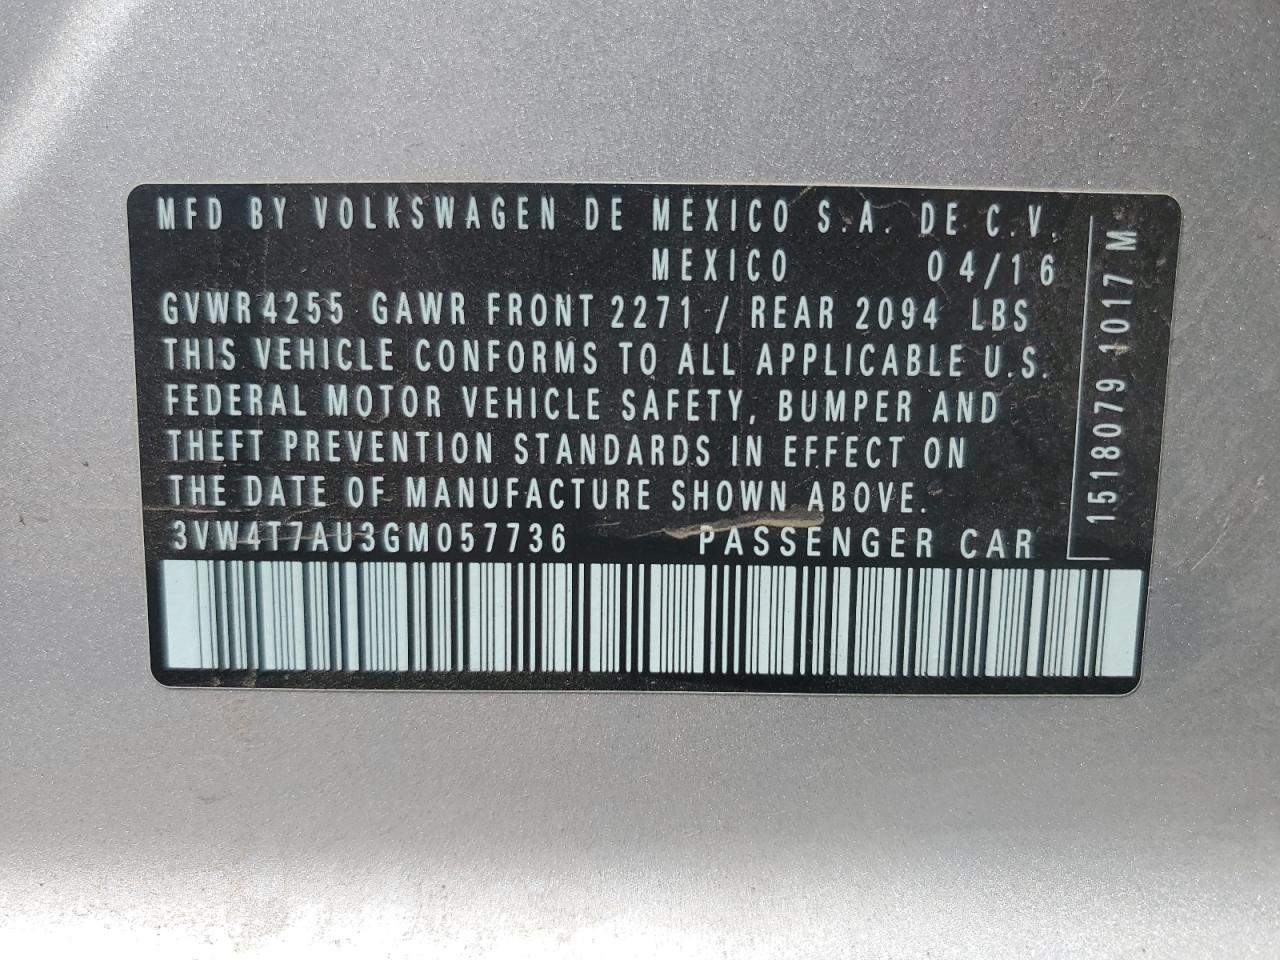 MFD BY VOLKSWAGEN DE MEXICO S.A. DE C.V.
MEXICO 04/16
GVWR 4255 GAWR FRONT 2271 / REAR 2094 LBS
THIS VEHICLE CONFORMS TO ALL APPLICABLE U.S.
FEDERAL MOTOR VEHICLE SAFETY, BUMPER AND
THEFT PREVENTION STANDARDS IN EFFECT ON
THE DATE OF MANUFACTURE SHOWN ABOVE.
3VW4T7AU3GM057736 PASSENGER CAR
1518079 1017 M